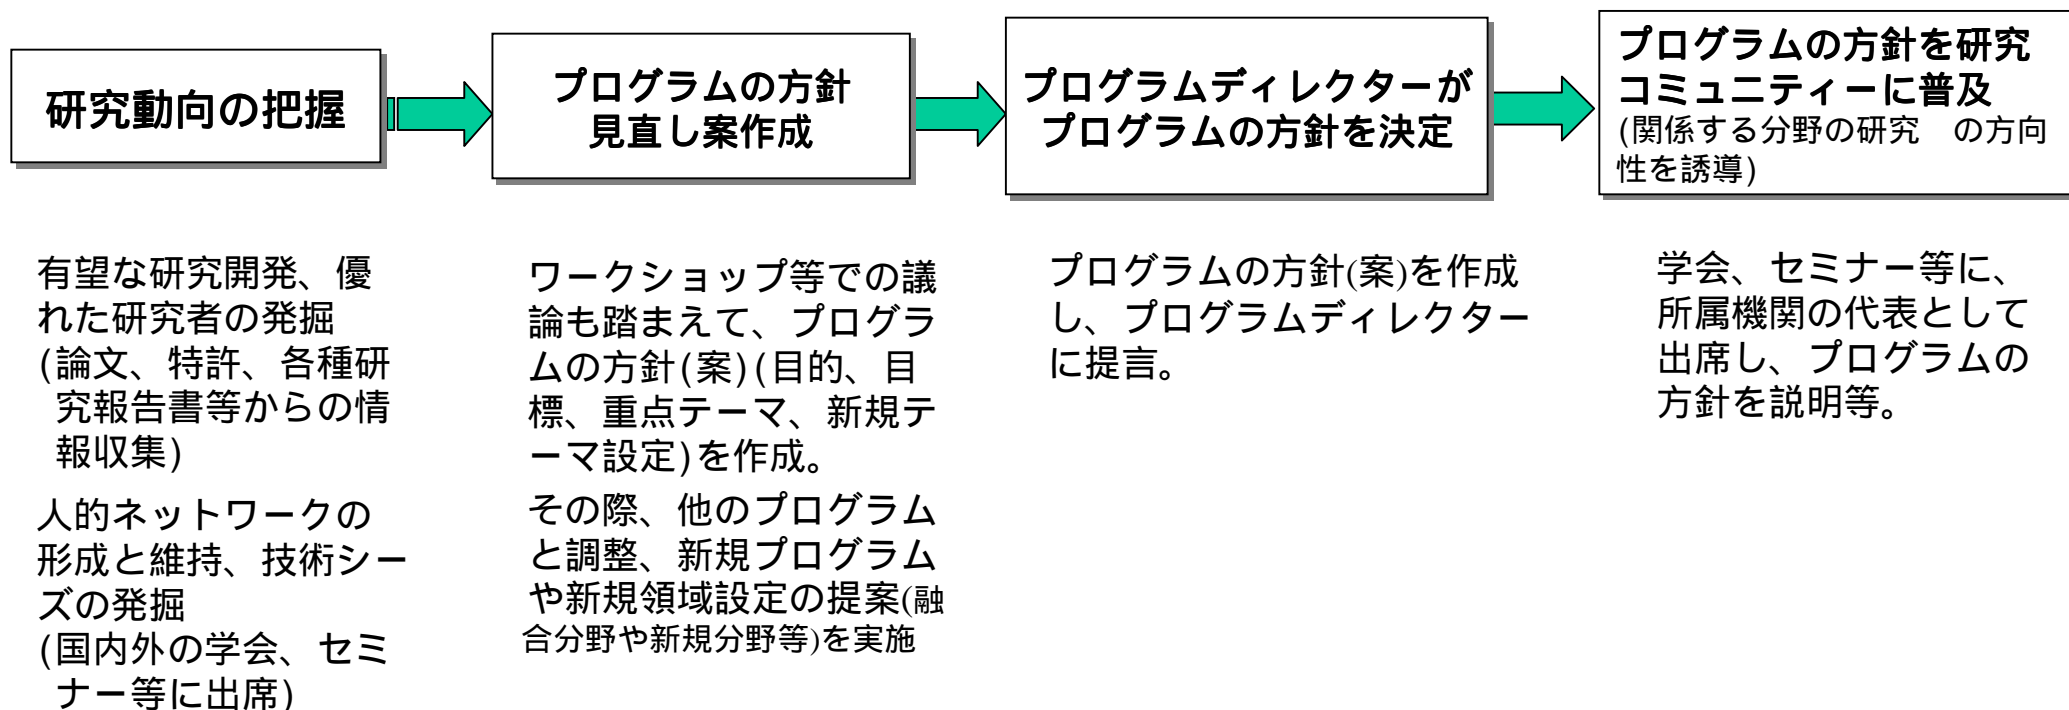 研究動向の把握
有望な研究開発、優
れた研究者の発掘
(論文、特許、各種研
究報告書等からの情
報収集)
人的ネットワークの
形成と維持、技術シー
ズの発掘
(国内外の学会、セミ
ナー等に出席)
プログラムの方針
見直し案作成
ワークショップ等での議
論も踏まえて、プログラ
ムの方針(案)(目的、目
標、重点テーマ、新規テ
ーマ設定)を作成。
その際、他のプログラム
と調整、新規プログラム
や新規領域設定の提案(融
合分野や新規分野等)を実施
プログラムディレクターが
プログラムの方針を決定
プログラムの方針(案)を作成
し、プログラムディレクター
に提言。
プログラムの方針を研究
コミュニティーに普及
(関係する分野の研究　の方向
性を誘導)
学会、セミナー等に、
所属機関の代表として
出席し、プログラムの
方針を説明等。